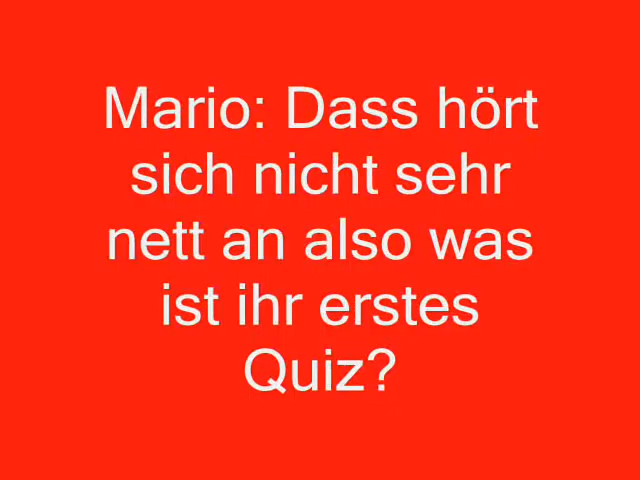 Mario: Dass hört
sich nicht sehr
nett an also was
ist ihr erstes
Quiz?